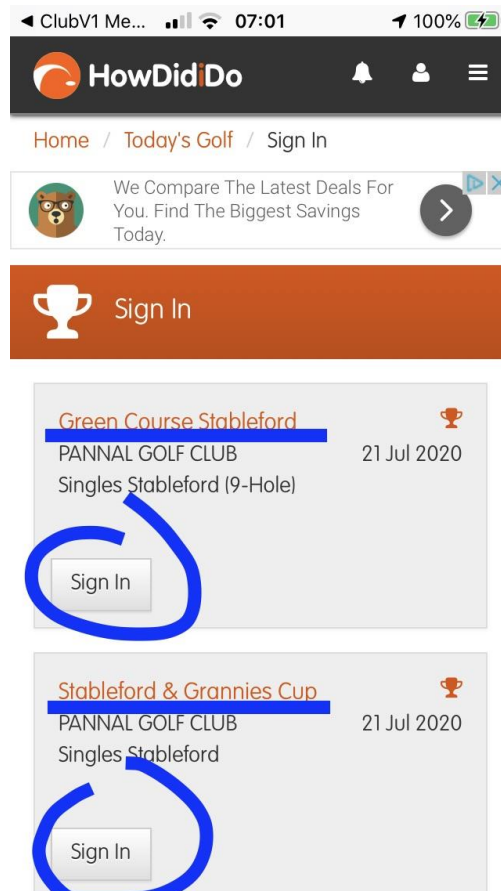 ClubV1 Me... 07:01 100%
HowDidiDo
Home / Today's Golf / Sign In
We Compare The Latest Deals For
You. Find The Biggest Savings
Today.
Sign In
Green Course Stableford
PANNAL GOLF CLUB 21 Jul 2020
Singles Stableford (9-Hole)
Sign In
Stableford & Grannies Cup
PANNAL GOLF CLUB 21 Jul 2020
Singles Stableford
Sign In